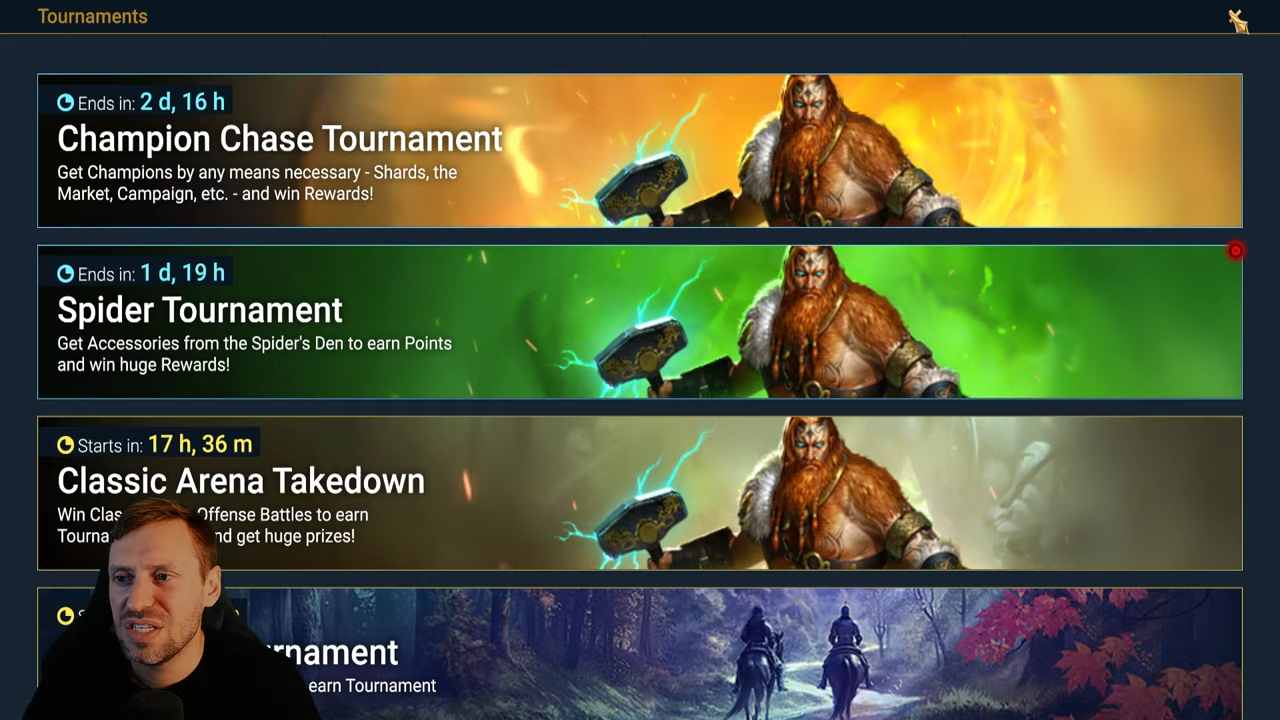 Tournaments
Ends in: 2 d, 16 h
Champion Chase Tournament
Get Champions by any means necessary - Shards, the
Market, Campaign, etc. - and win Rewards!
Ends in: 1 d, 19 h
Spider Tournament
Get Accessories from the Spider's Den to earn Points
and win huge Rewards!
Starts in: 17 h, 36 m
Classic Arena Takedown
Win Clas Offense Battles to earn
Tourna nd get huge prizes!
rnament
earn Tournament